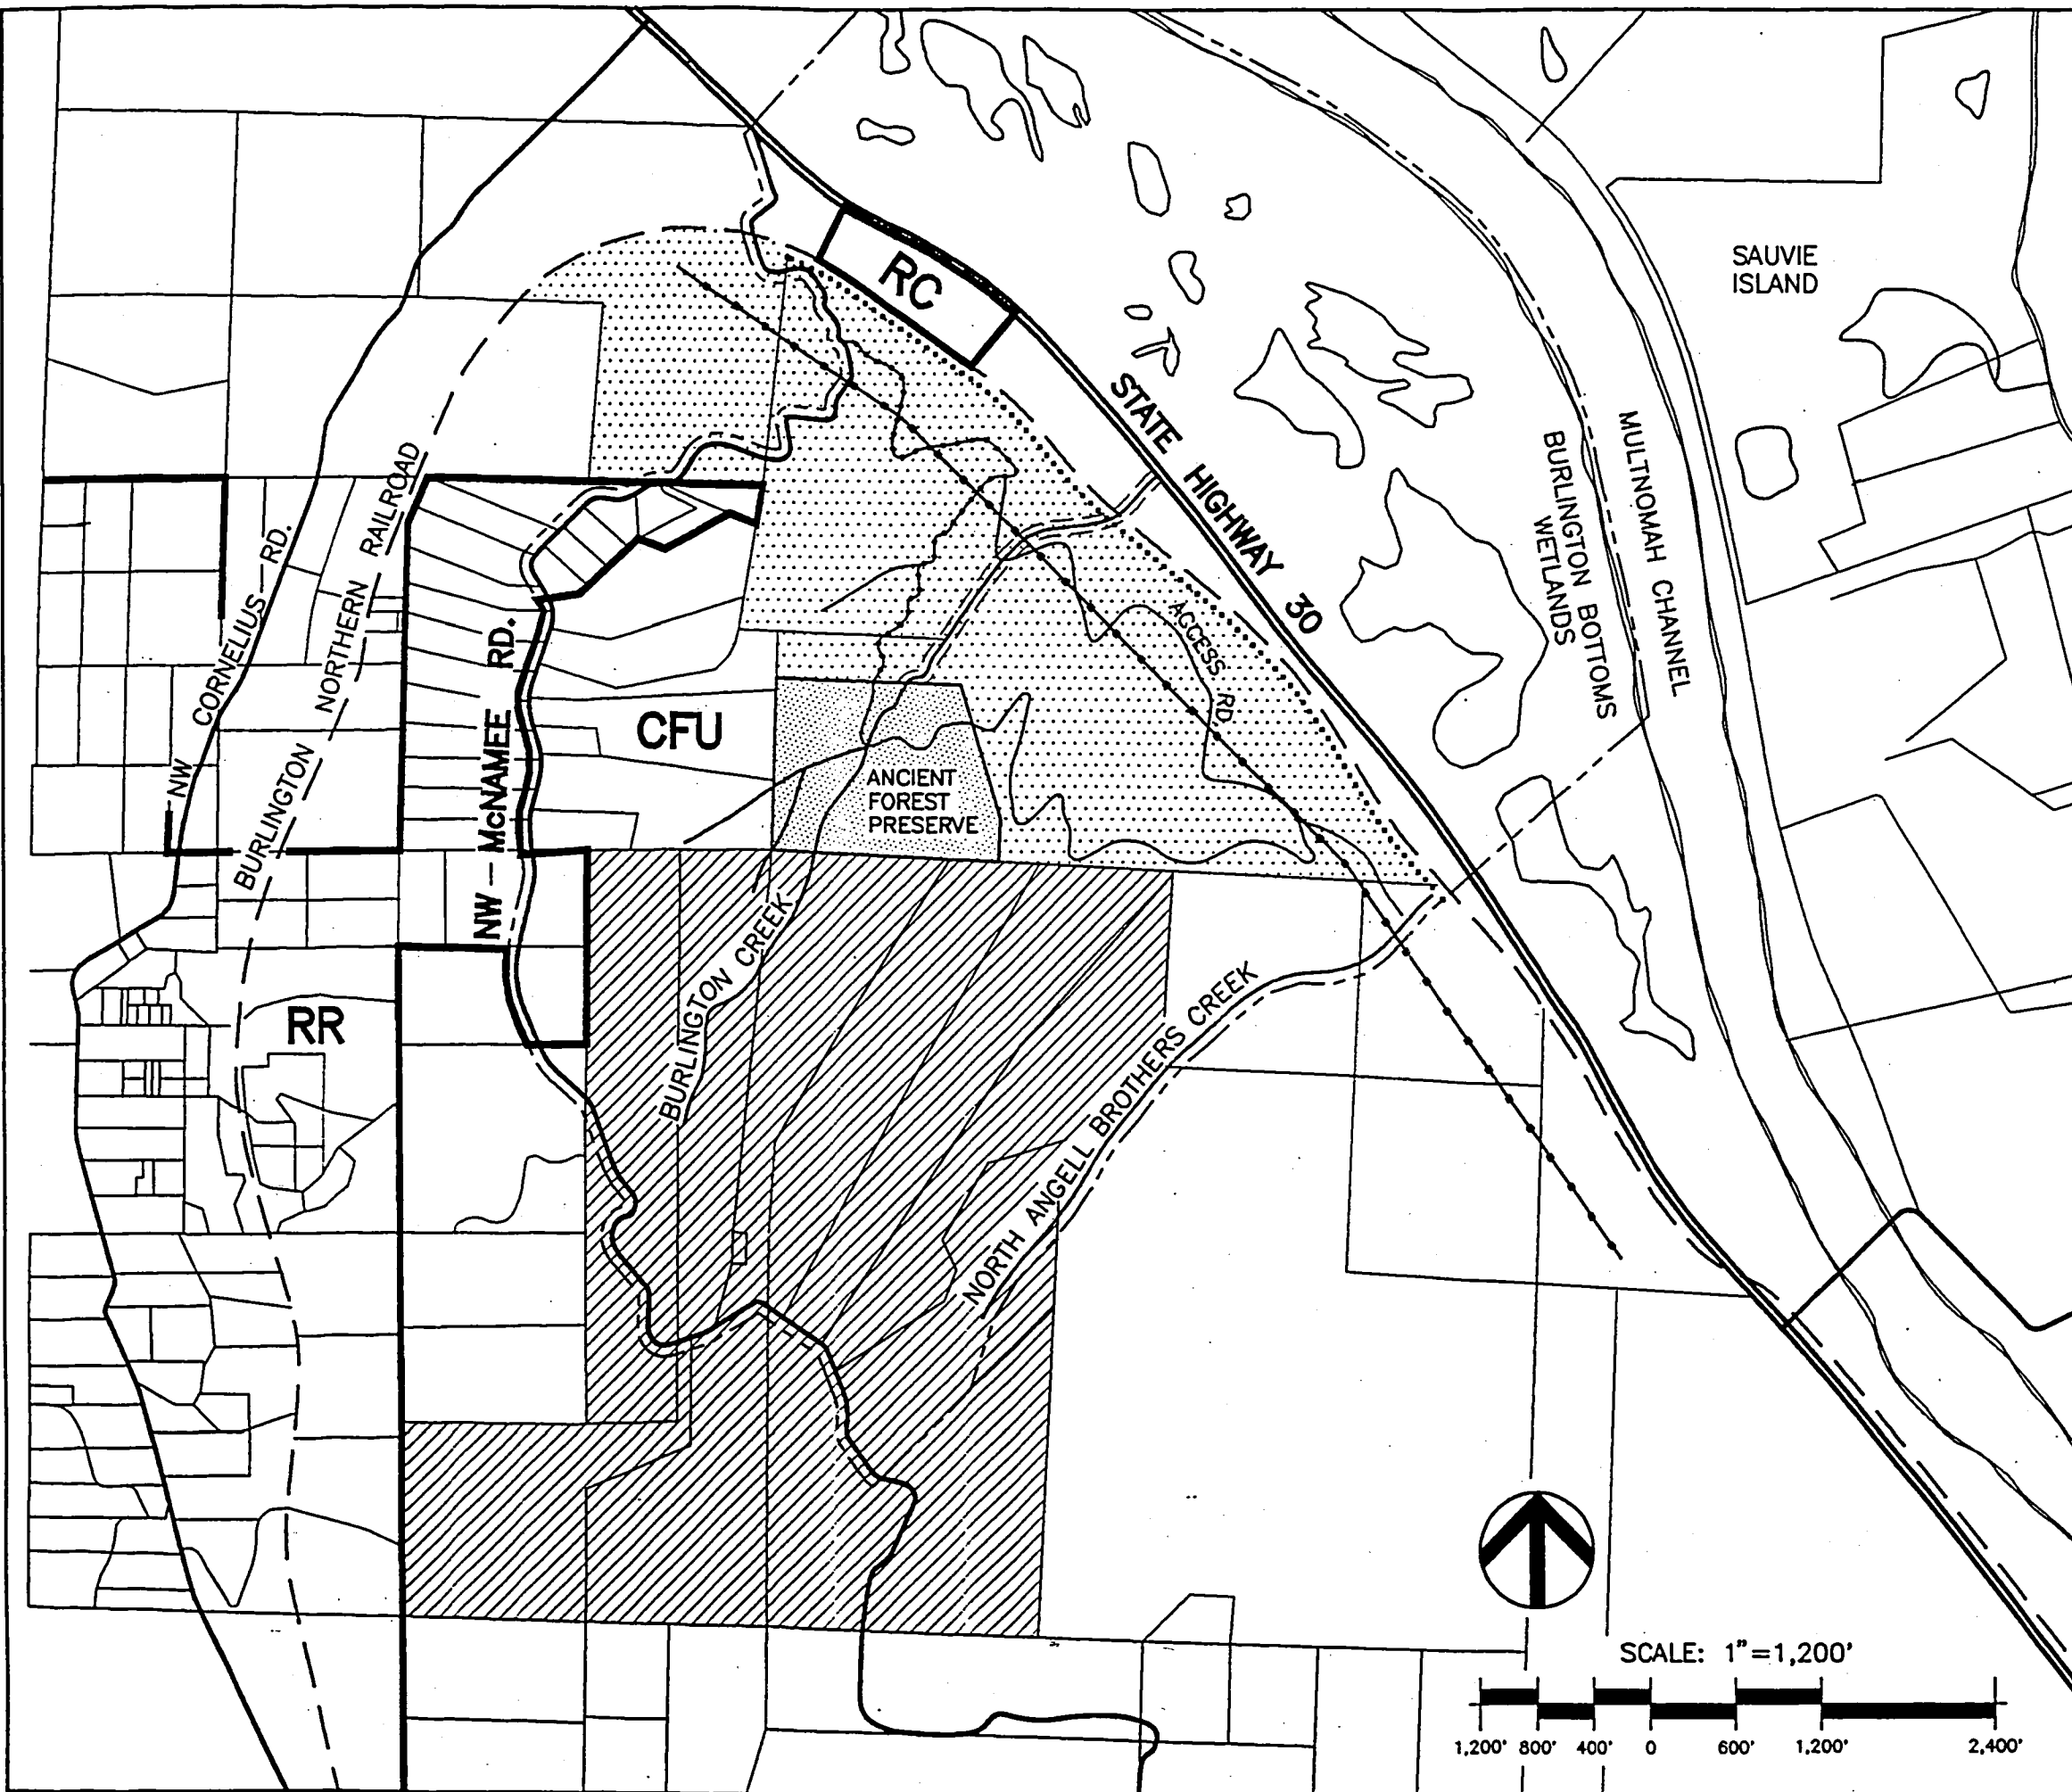 RC
SAUVIE
ISLAND
STATE HIGHWAY 30
MULTNOMAH CHANNEL
BURLINGTON BOTTOMS
WETLANDS
NW CORNELIUS RD.
BURLINGTON NORTHERN RAILROAD
NW McNAMEE RD.
ACCESS RD.
CFU
ANCIENT
FOREST
PRESERVE
BURLINGTON CREEK
NORTH ANGELL BROTHERS CREEK
RR
SCALE: 1"=1,200'
1,200' 800' 400' 0 600' 1,200' 2,400'